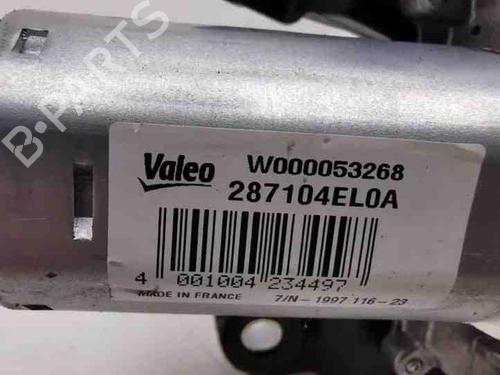 B-PARTS
Valeo W000053268
287104EL0A
4 001004 234497
MADE IN FRANCE 7/N-1997 116-23